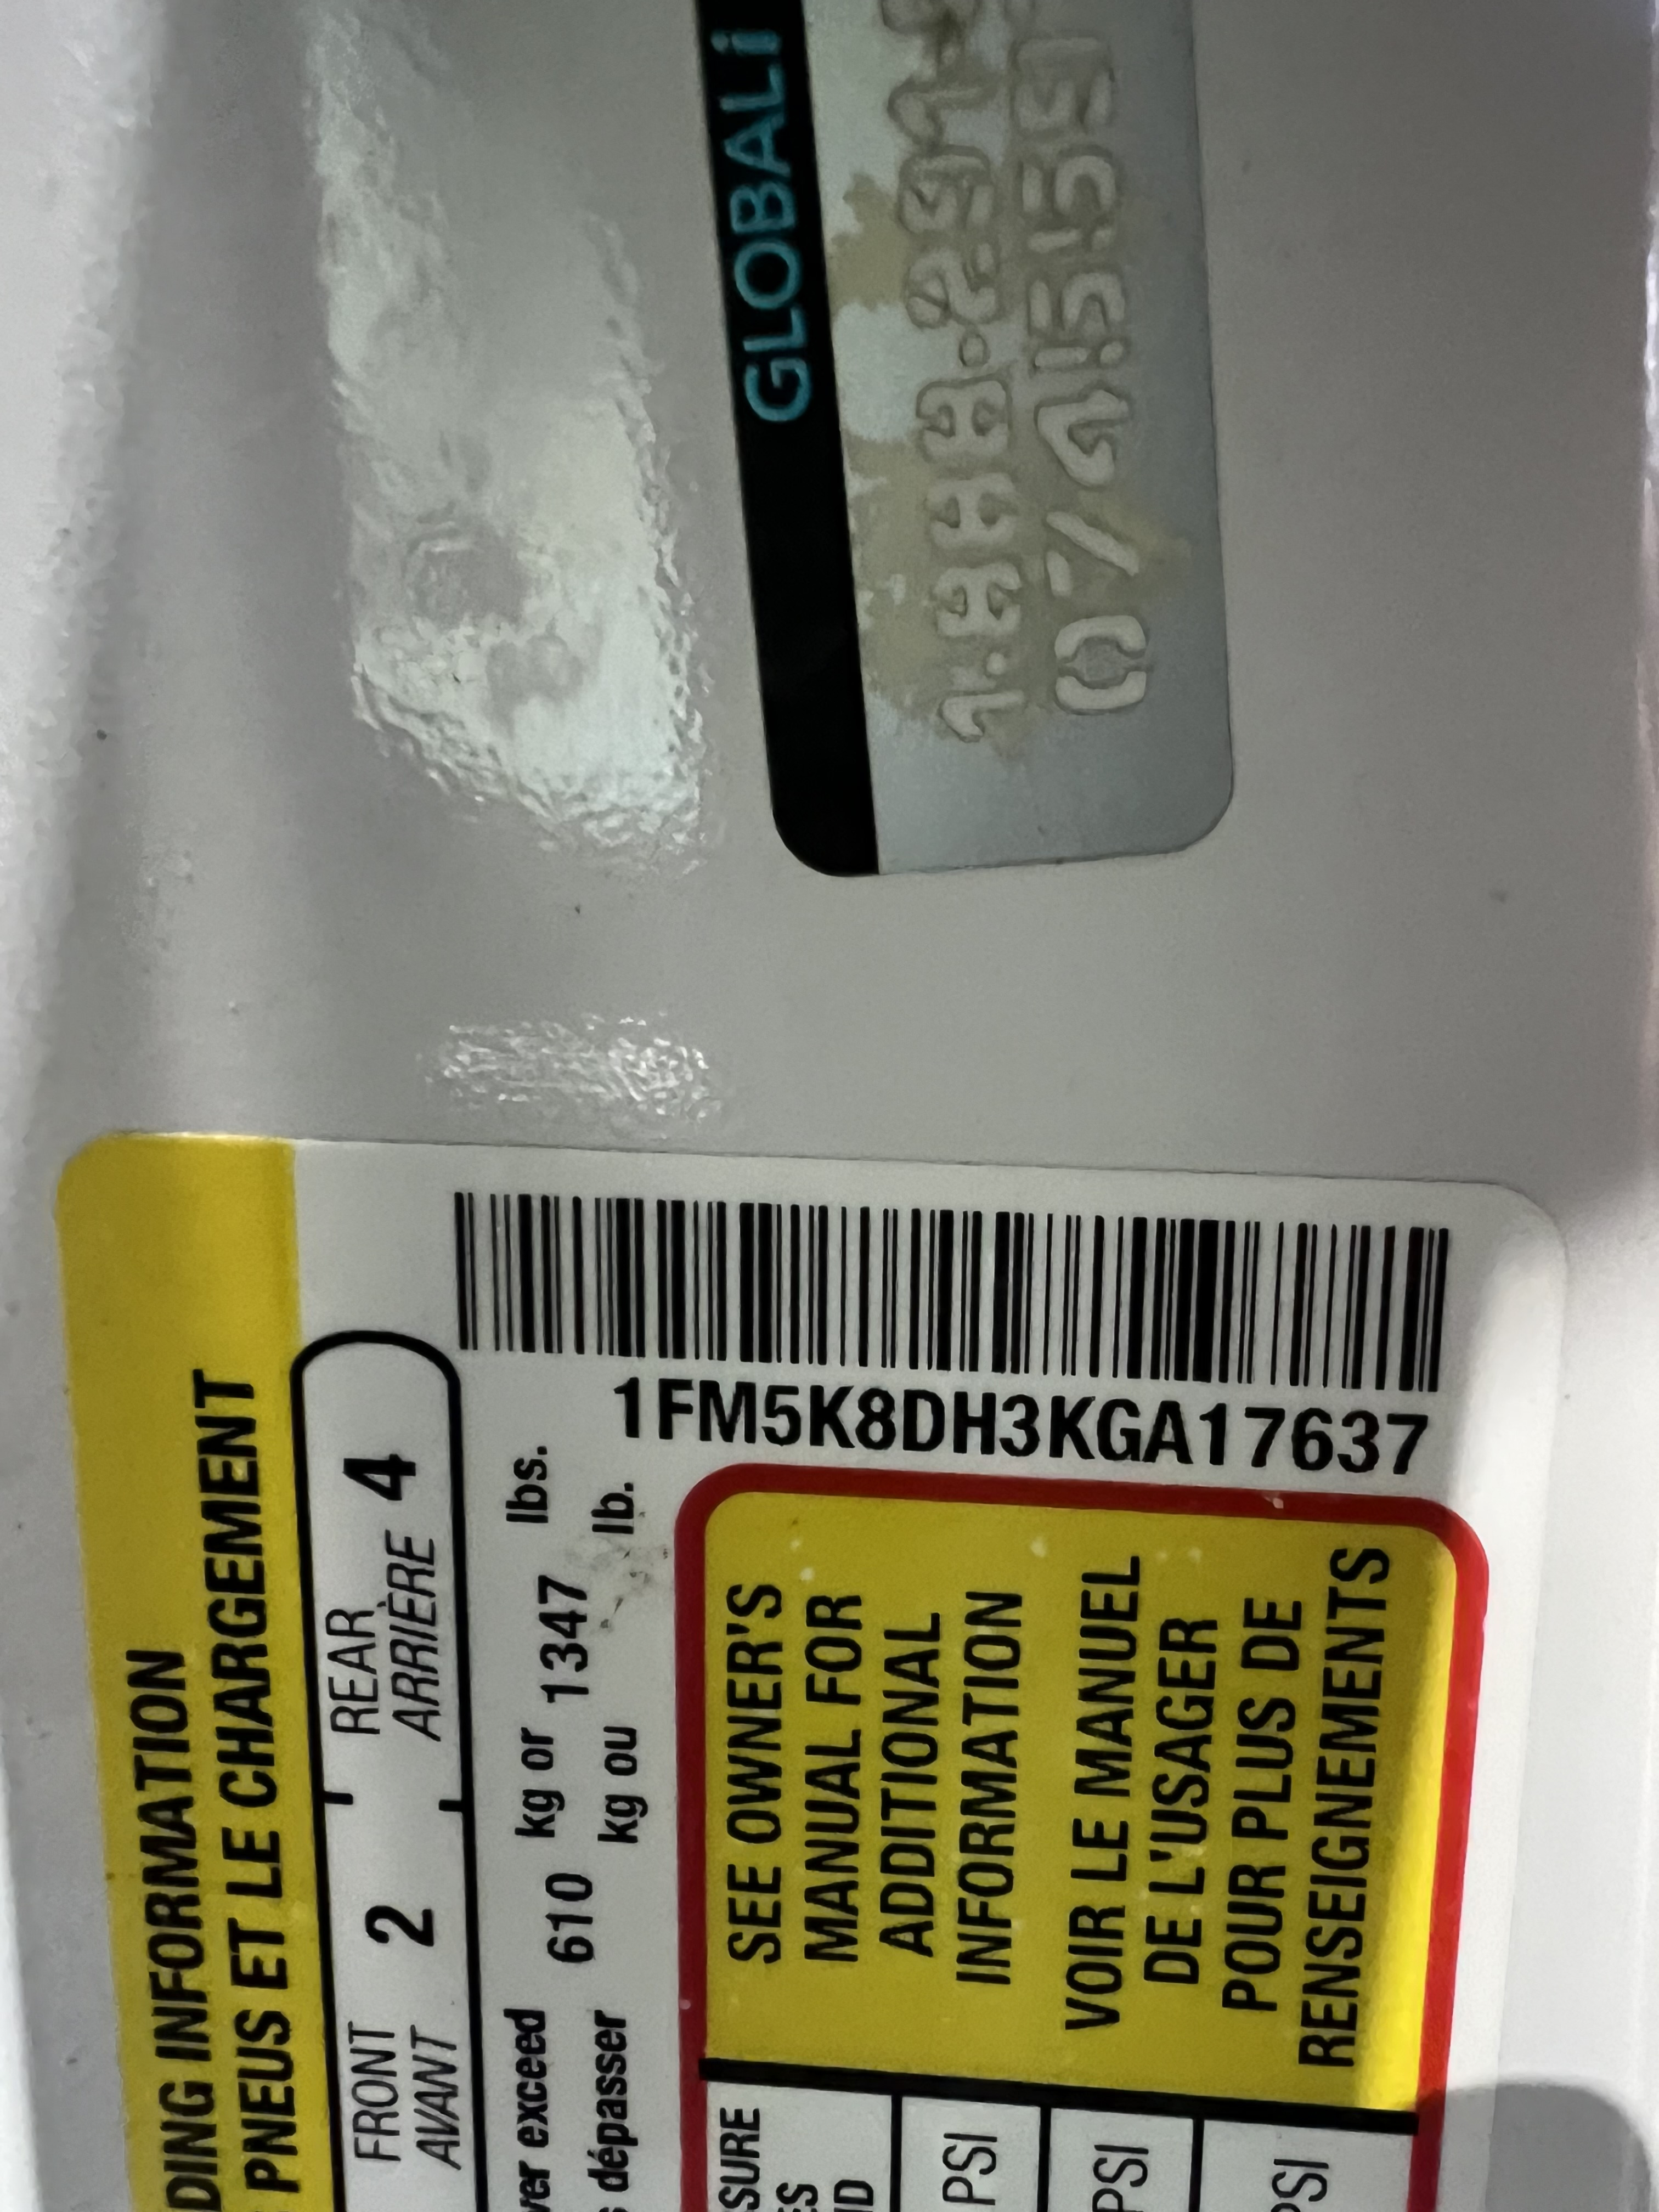 GLOBALi
DING INFORMATION
PNEUS ET LE CHARGEMENT
FRONT
AVANT
2
REAR
ARRIÈRE
4
exceed 610 kg or 1347 lbs.
dépasser kg ou lb.
1FM5K8DH3KGA17637
SEE OWNER'S
MANUAL FOR
ADDITIONAL
INFORMATION
VOIR LE MANUEL
DE L'USAGER
POUR PLUS DE
RENSEIGNEMENTS
SURE
PSI
PSI
PSI